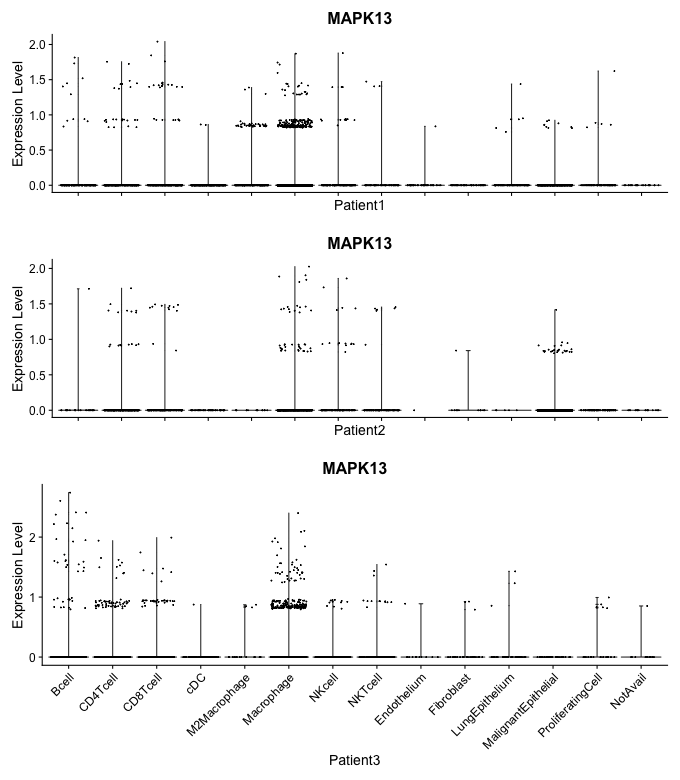 MAPK13
Expression Level
2.0
1.5
1.0
0.5
0.0
Patient1
MAPK13
Expression Level
2.0
1.5
1.0
0.5
0.0
Patient2
MAPK13
Expression Level
2
1
0
Bcell
CD4Tcell
CD8Tcell
cDC
M2Macrophage
Macrophage
NKcell
NKTcell
Endothelium
Fibroblast
LungEpithelium
MalignantEpithelial
ProliferatingCell
NotAvail
Patient3